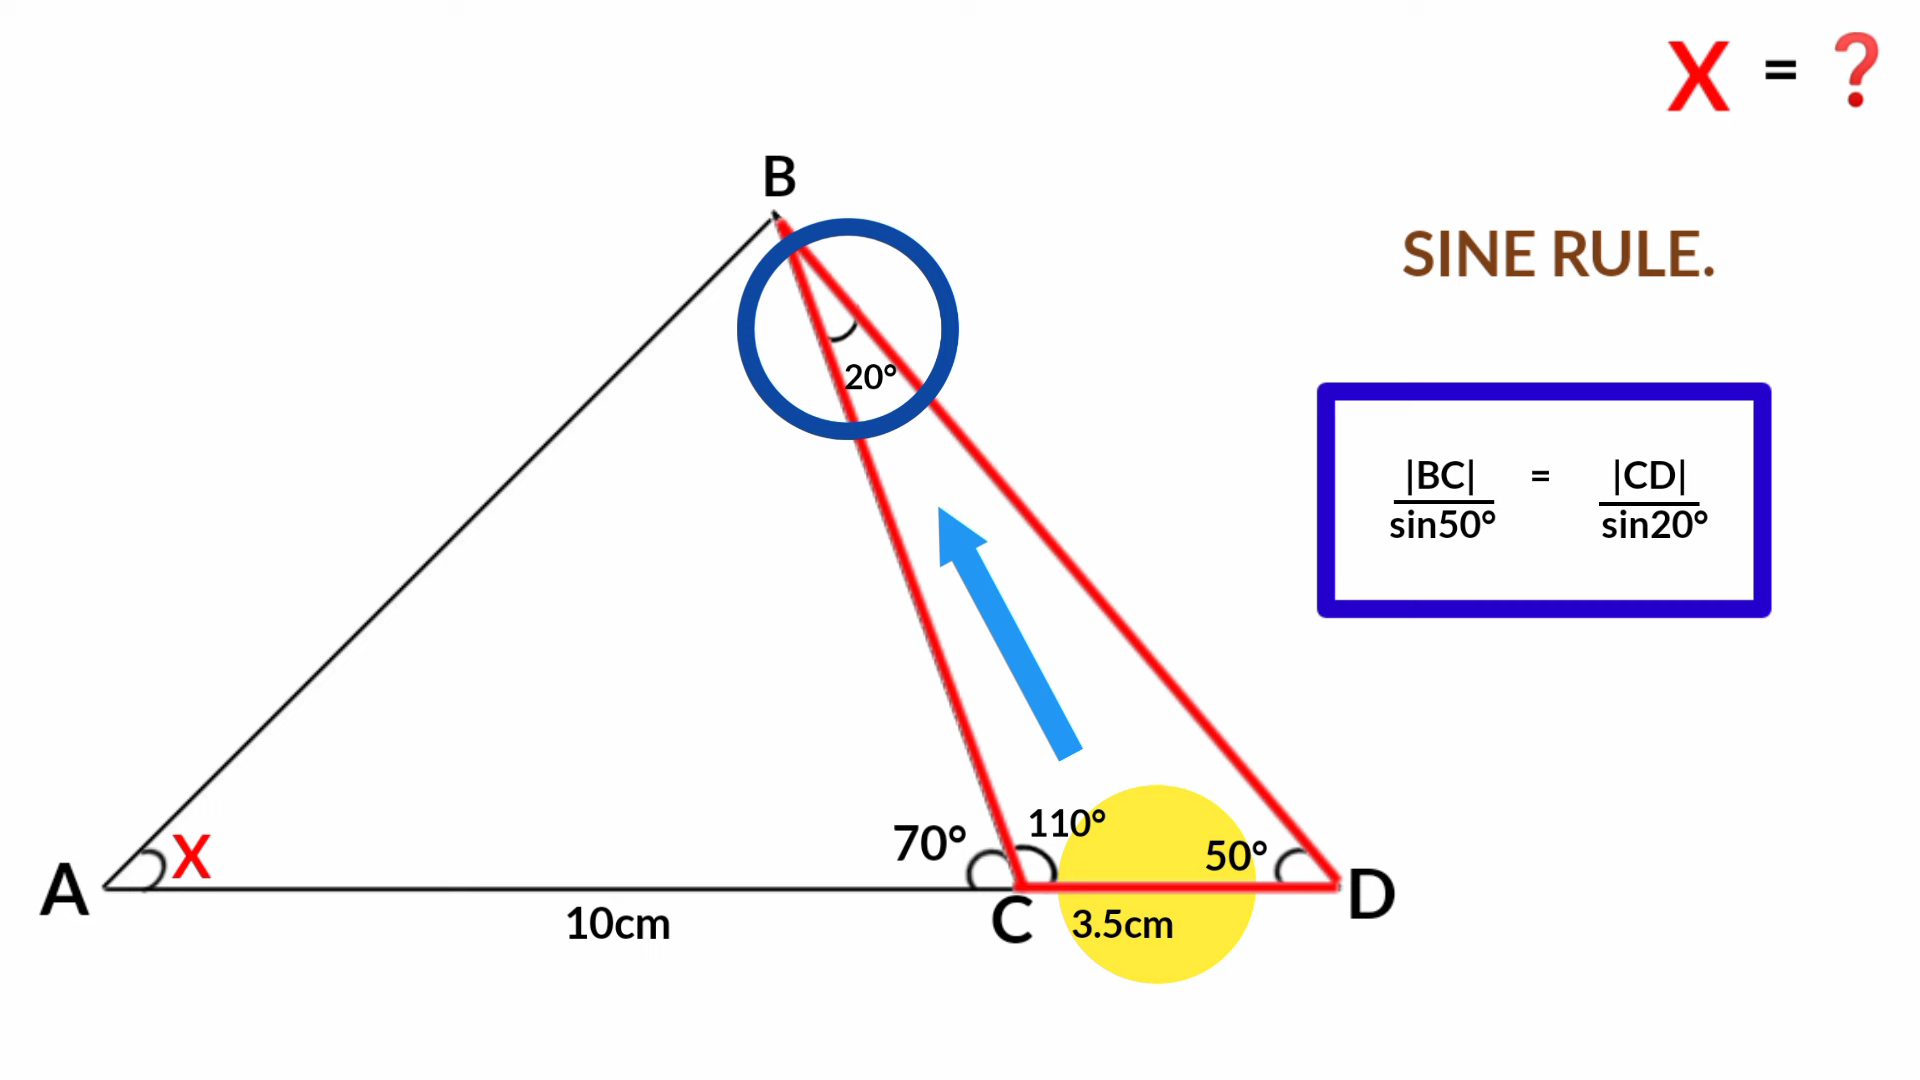 X = ?
B
SINE RULE.
20°
|BC| = |CD|
sin50° sin20°
110°
70°
50°
X
A
D
C
10cm
3.5cm